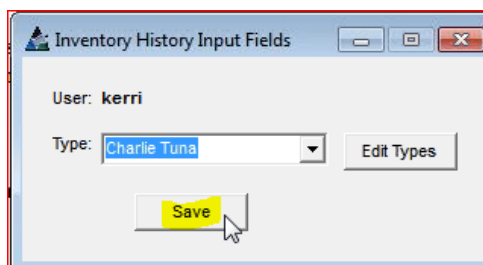 Inventory History Input Fields
User: kerri
Type: Charlie Tuna Edit Types
Save